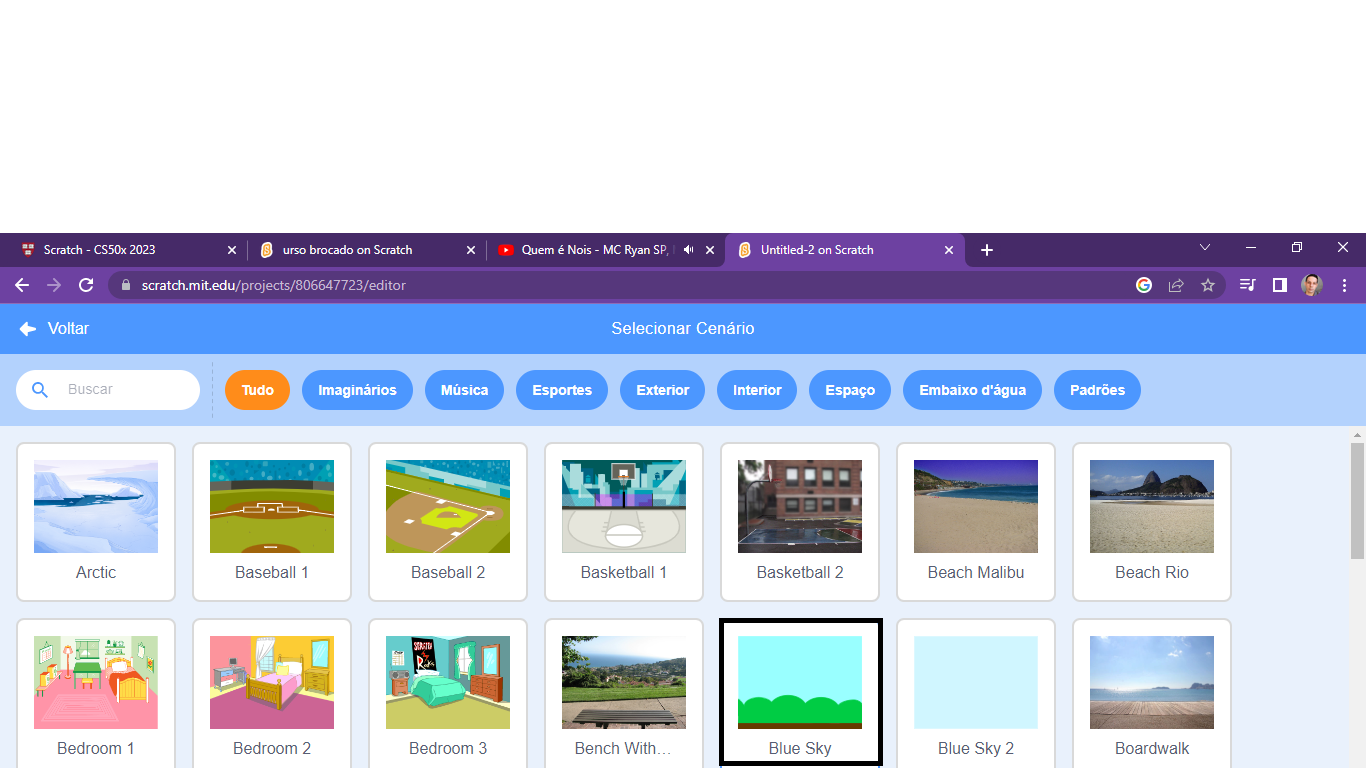 Scratch - CS50x 2023
urso brocado on Scratch
Quem é Nois - MC Ryan SP,
Untitled-2 on Scratch
scratch.mit.edu/projects/806647723/editor
Voltar
Selecionar Cenário
Buscar
Tudo
Imaginários
Música
Esportes
Exterior
Interior
Espaço
Embaixo d'água
Padrões
Arctic
Baseball 1
Baseball 2
Basketball 1
Basketball 2
Beach Malibu
Beach Rio
Bedroom 1
Bedroom 2
Bedroom 3
Bench With...
Blue Sky
Blue Sky 2
Boardwalk